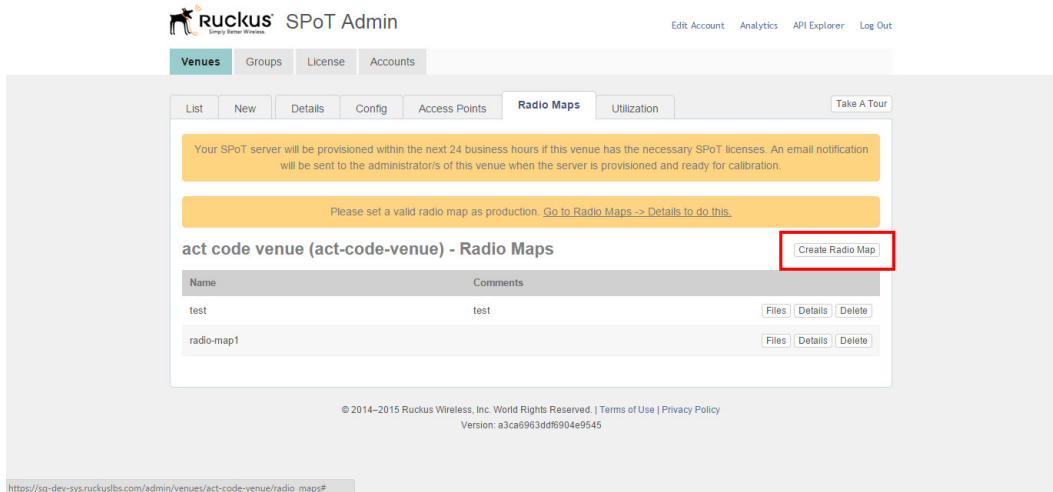 Ruckus SPoT Admin
Simply Better Wireless.
Edit Account Analytics API Explorer Log Out
Venues Groups License Accounts
List New Details Config Access Points Radio Maps Utilization Take A Tour
Your SPoT server will be provisioned within the next 24 business hours if this venue has the necessary SPoT licenses. An email notification
will be sent to the administrator/s of this venue when the server is provisioned and ready for calibration.
Please set a valid radio map as production. Go to Radio Maps -> Details to do this.
act code venue (act-code-venue) - Radio Maps Create Radio Map
Name Comments
test test Files Details Delete
radio-map1 Files Details Delete
© 2014–2015 Ruckus Wireless, Inc. World Rights Reserved. | Terms of Use | Privacy Policy
Version: a3ca6963ddf6904e9545
https://sg-dev-sys.ruckuslbs.com/admin/venues/act-code-venue/radio_maps#